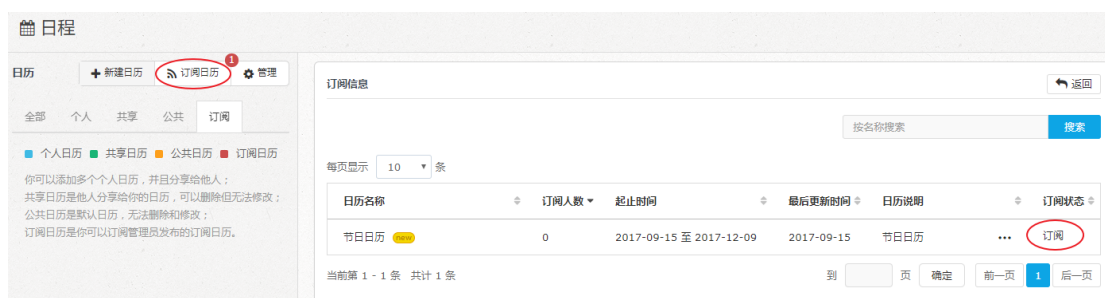 日程
日历 新建日历 订阅日历 1 管理
全部 个人 共享 公共 订阅
个人日历 共享日历 公共日历 订阅日历
你可以添加多个个人日历，并且分享给他人；
共享日历是他人分享给你的日历，可以删除但无法修改；
公共日历是默认日历，无法删除和修改；
订阅日历是你可以订阅管理员发布的订阅日历。
订阅信息 返回
按名称搜索 搜索
每页显示 10 条
日历名称 订阅人数 起止时间 最后更新时间 日历说明 订阅状态
节日日历 new 0 2017-09-15 至 2017-12-09 2017-09-15 节日日历 ••• 订阅
当前第 1 - 1 条 共计 1 条 到 页 确定 前一页 1 后一页